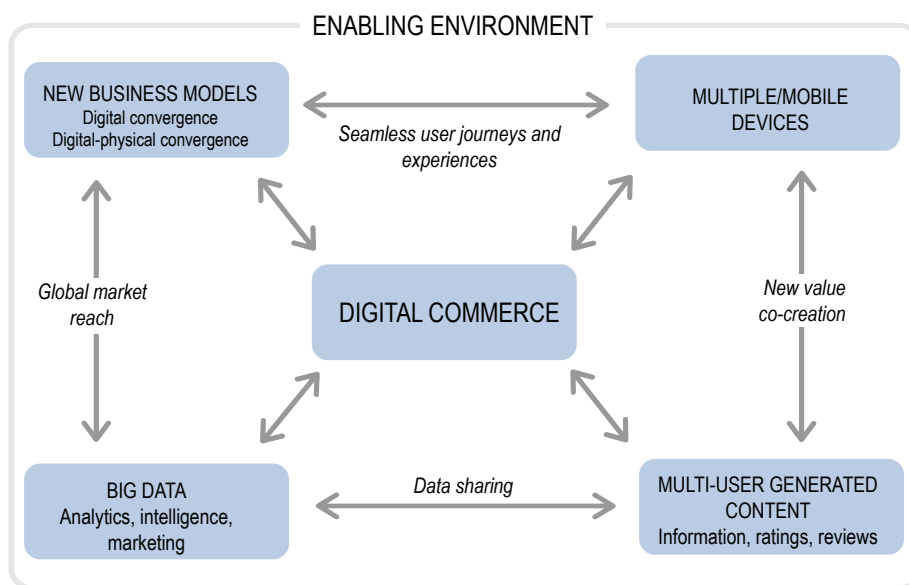 ENABLING ENVIRONMENT
NEW BUSINESS MODELS
Digital convergence
Digital-physical convergence
Seamless user journeys and
experiences
MULTIPLE/MOBILE
DEVICES
Global market
reach
DIGITAL COMMERCE
New value
co-creation
BIG DATA
Analytics, intelligence,
marketing
Data sharing
MULTI-USER GENERATED
CONTENT
Information, ratings, reviews